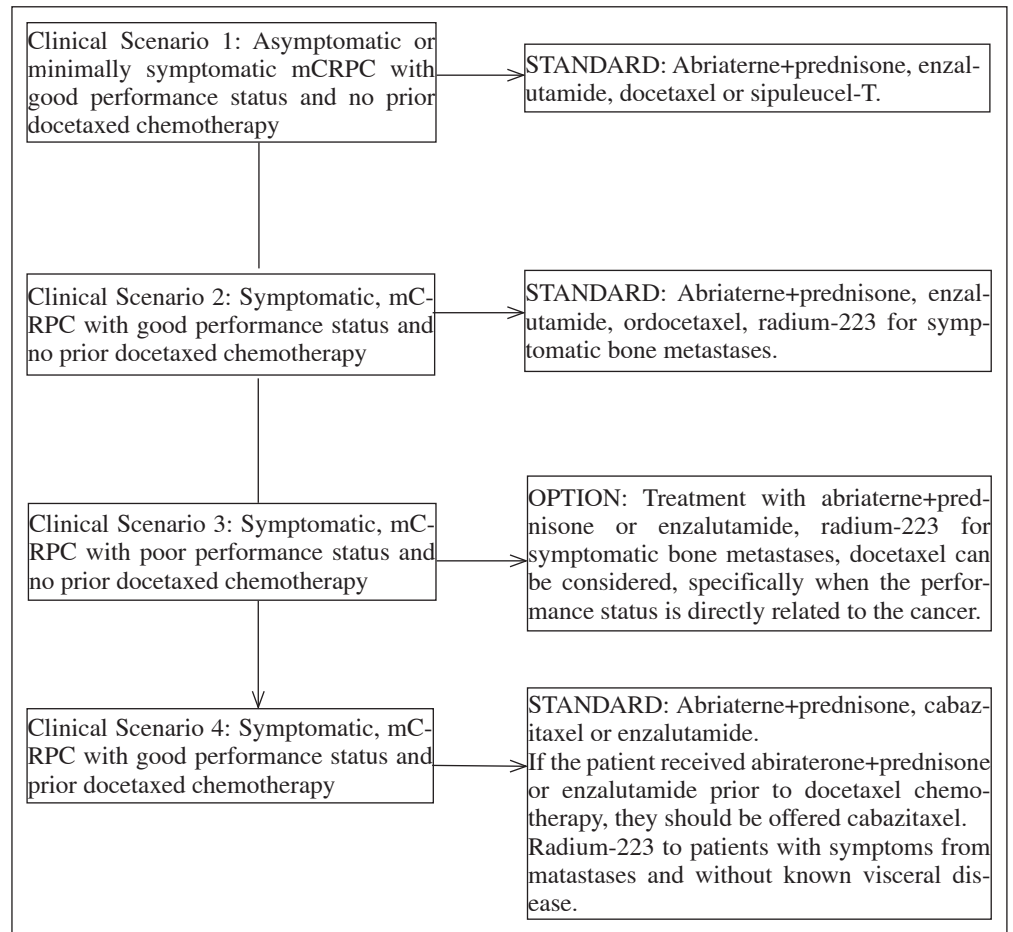 Clinical Scenario 1: Asymptomatic or
minimally symptomatic mCRPC with
good performance status and no prior
docetaxed chemotherapy
STANDARD: Abriaterne+prednisone, enzal-
utamide, docetaxel or sipuleucel-T.
Clinical Scenario 2: Symptomatic, mC-
RPC with good performance status and
no prior docetaxed chemotherapy
STANDARD: Abriaterne+prednisone, enzal-
utamide, ordocetaxel, radium-223 for symp-
tomatic bone metastases.
Clinical Scenario 3: Symptomatic, mC-
RPC with poor performance status and
no prior docetaxed chemotherapy
OPTION: Treatment with abriaterne+pred-
nisone or enzalutamide, radium-223 for
symptomatic bone metastases, docetaxel can
be considered, specifically when the perfor-
mance status is directly related to the cancer.
Clinical Scenario 4: Symptomatic, mC-
RPC with good performance status and
prior docetaxed chemotherapy
STANDARD: Abriaterne+prednisone, cabaz-
itaxel or enzalutamide.
If the patient received abiraterone+prednisone
or enzalutamide prior to docetaxel chemo-
therapy, they should be offered cabazitaxel.
Radium-223 to patients with symptoms from
matastases and without known visceral dis-
ease.